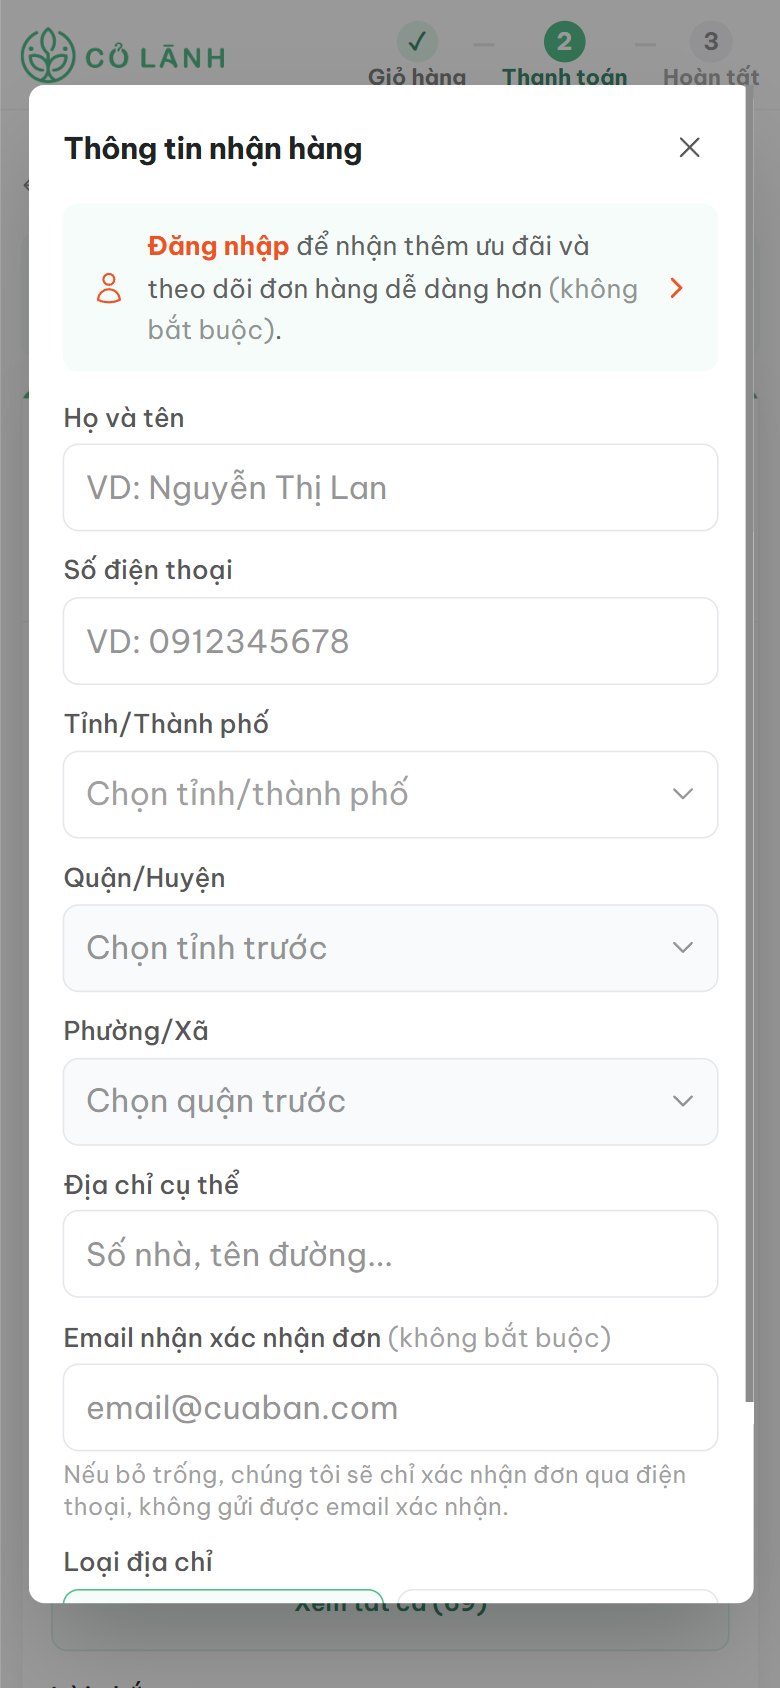 CỎ LÀNH
✓ 2 3
Giỏ hàng Thanh toán Hoàn tất
Thông tin nhận hàng
Đăng nhập để nhận thêm ưu đãi và
theo dõi đơn hàng dễ dàng hơn (không
bắt buộc).
Họ và tên
VD: Nguyễn Thị Lan
Số điện thoại
VD: 0912345678
Tỉnh/Thành phố
Chọn tỉnh/thành phố
Quận/Huyện
Chọn tỉnh trước
Phường/Xã
Chọn quận trước
Địa chỉ cụ thể
Số nhà, tên đường...
Email nhận xác nhận đơn (không bắt buộc)
email@cuaban.com
Nếu bỏ trống, chúng tôi sẽ chỉ xác nhận đơn qua điện
thoại, không gửi được email xác nhận.
Loại địa chỉ
Xem tất cả (69)